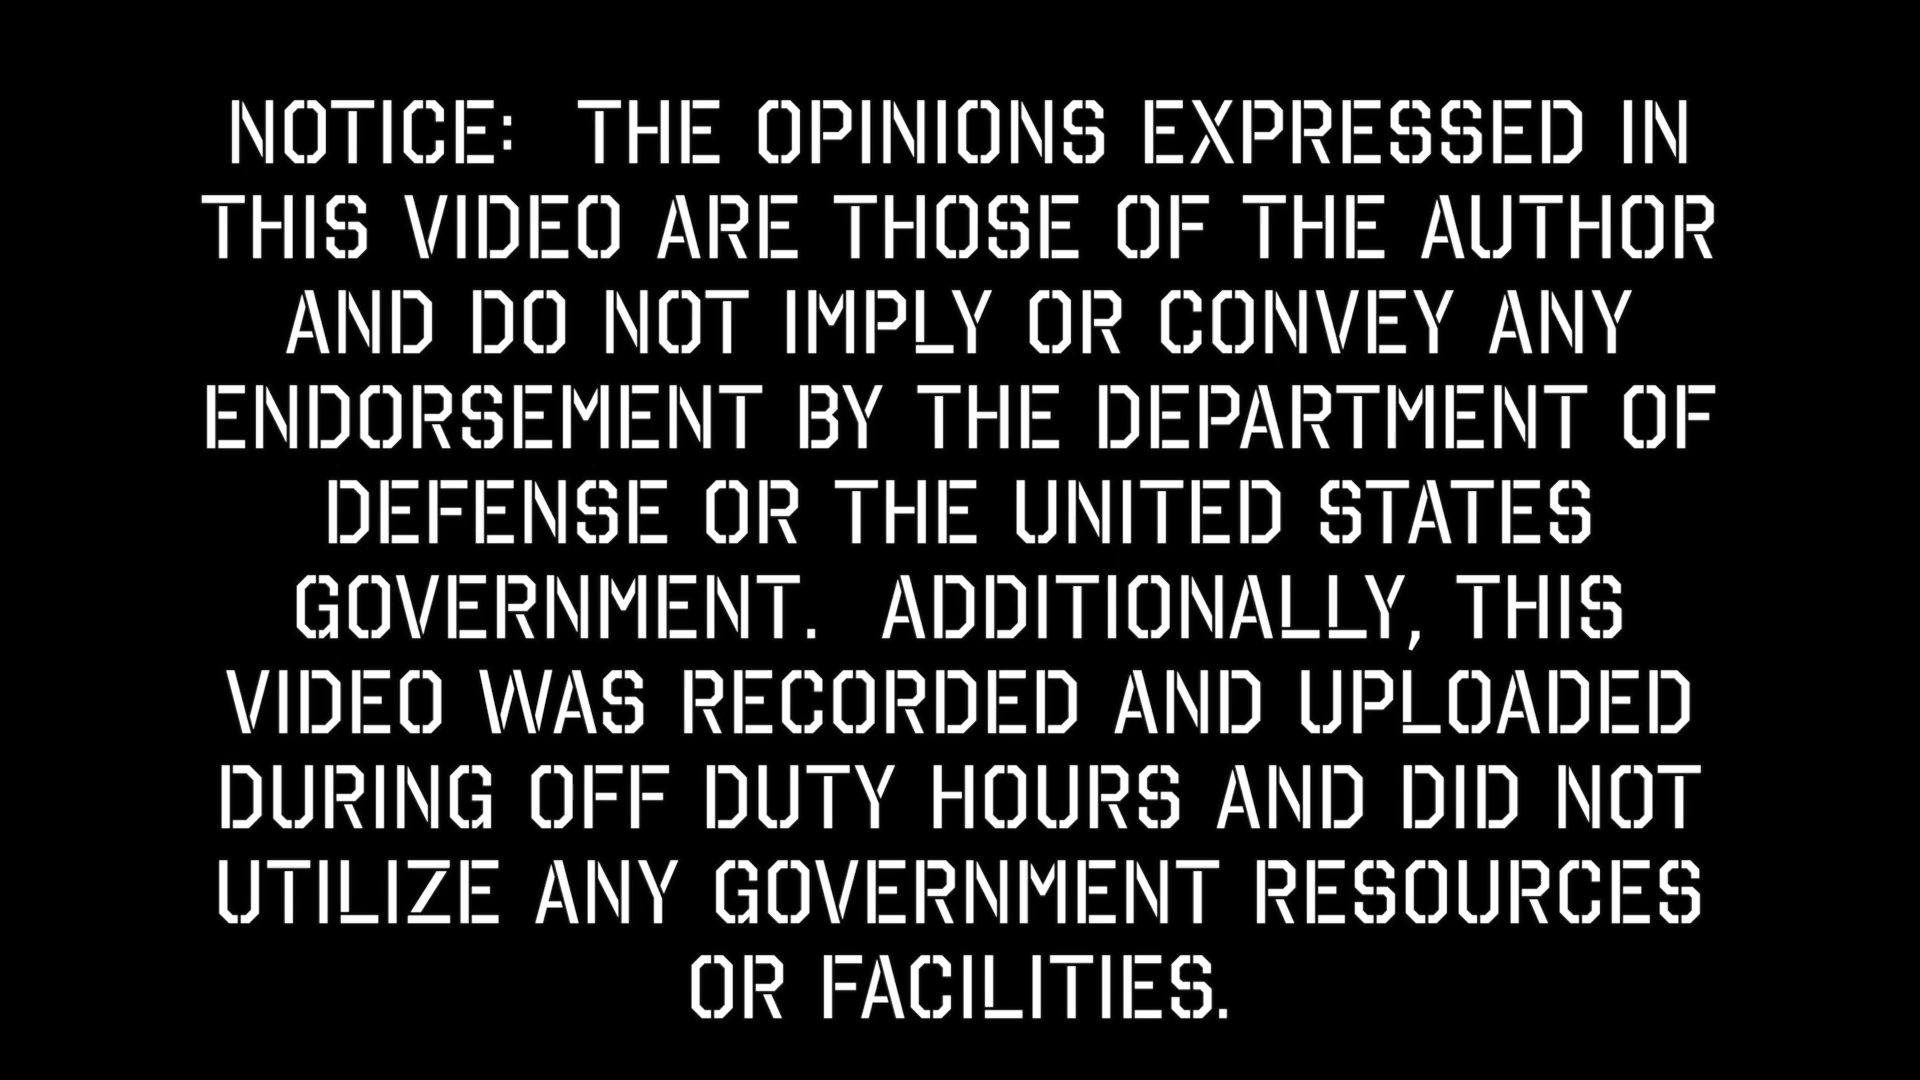 NOTICE:  THE OPINIONS EXPRESSED IN
THIS VIDEO ARE THOSE OF THE AUTHOR
AND DO NOT IMPLY OR CONVEY ANY
ENDORSEMENT BY THE DEPARTMENT OF
DEFENSE OR THE UNITED STATES
GOVERNMENT.  ADDITIONALLY, THIS
VIDEO WAS RECORDED AND UPLOADED
DURING OFF DUTY HOURS AND DID NOT
UTILIZE ANY GOVERNMENT RESOURCES
OR FACILITIES.